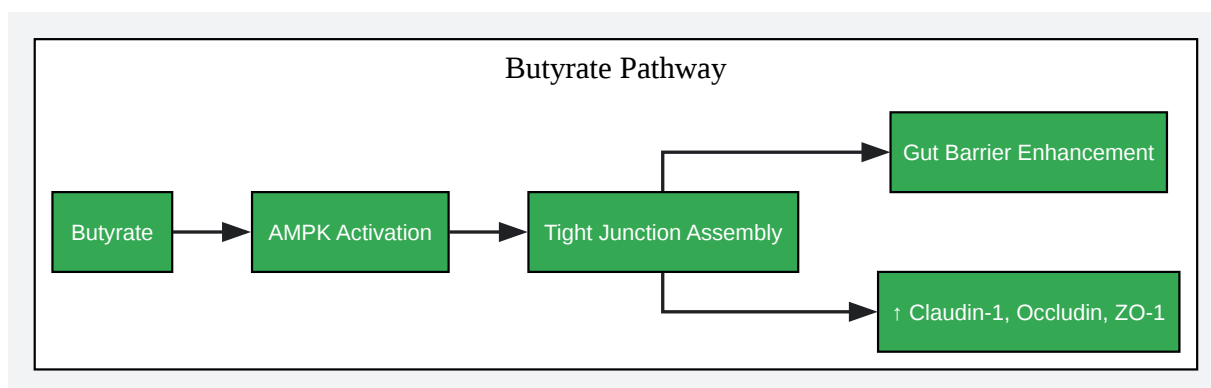 Butyrate Pathway
Butyrate
AMPK Activation
Tight Junction Assembly
Gut Barrier Enhancement
↑ Claudin-1, Occludin, ZO-1